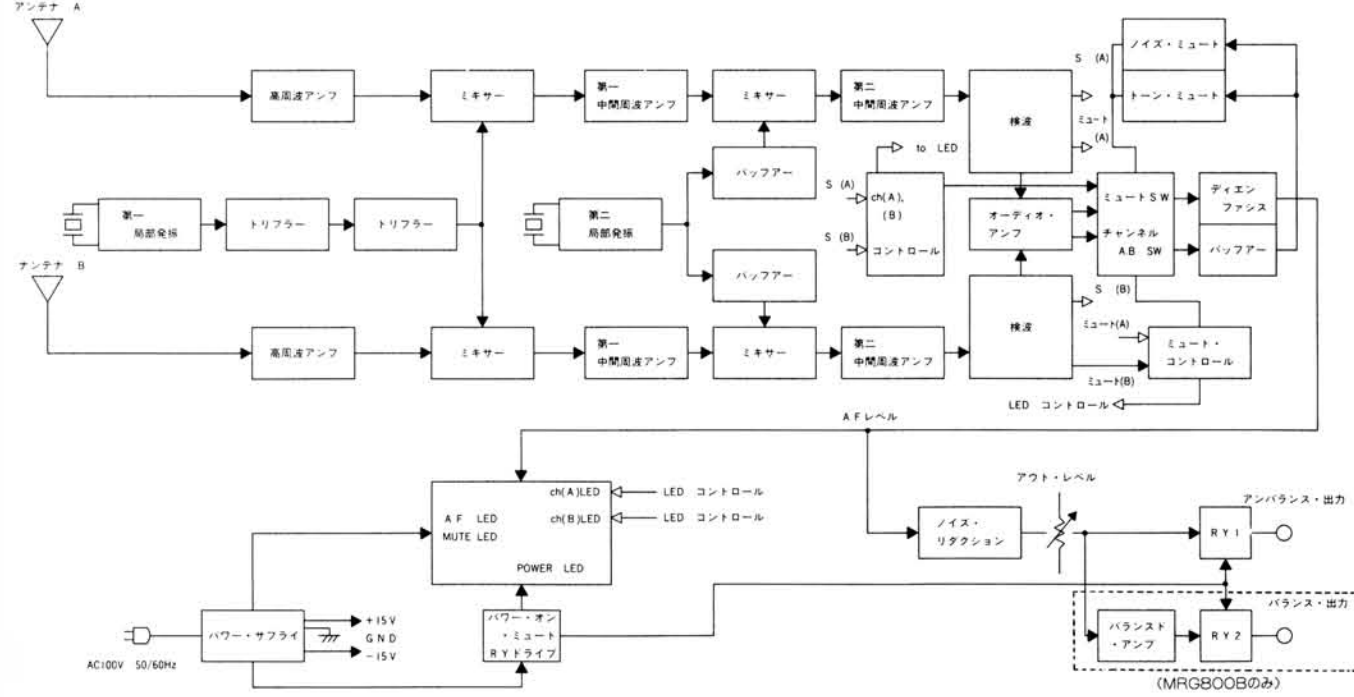 アンテナ A
高周波アンプ
ミキサー
第一
中間周波アンプ
ミキサー
第二
中間周波アンプ
検波
S (A)
ミュート
(A)
ノイズ・ミュート
トーン・ミュート
第一
局部発振
トリプラー
トリプラー
第二
局部発振
バッファー
バッファー
to LED
S (A)
S (B)
ch(A),
(B)
コントロール
オーディオ・
アンプ
ミュートSW
チャンネル
A.B SW
ディエン
ファシス
バッファー
ナンテナ B
高周波アンプ
ミキサー
第一
中間周波アンプ
ミキサー
第二
中間周波アンプ
検波
S (B)
ミュート(A)
ミュート(B)
ミュート・
コントロール
LED コントロール
AFレベル
ch(A)LED
LED コントロール
ch(B)LED
LED コントロール
AF LED
MUTE LED
POWER LED
ノイズ・
リダクション
アウト・レベル
アンバランス・出力
RY1
バランス・出力
バランスド
・アンプ
RY2
(MRG800Bのみ)
AC100V 50/60Hz
パワー・サプライ
+15V
GND
-15V
パワー・オン
・ミュート
RYドライブ